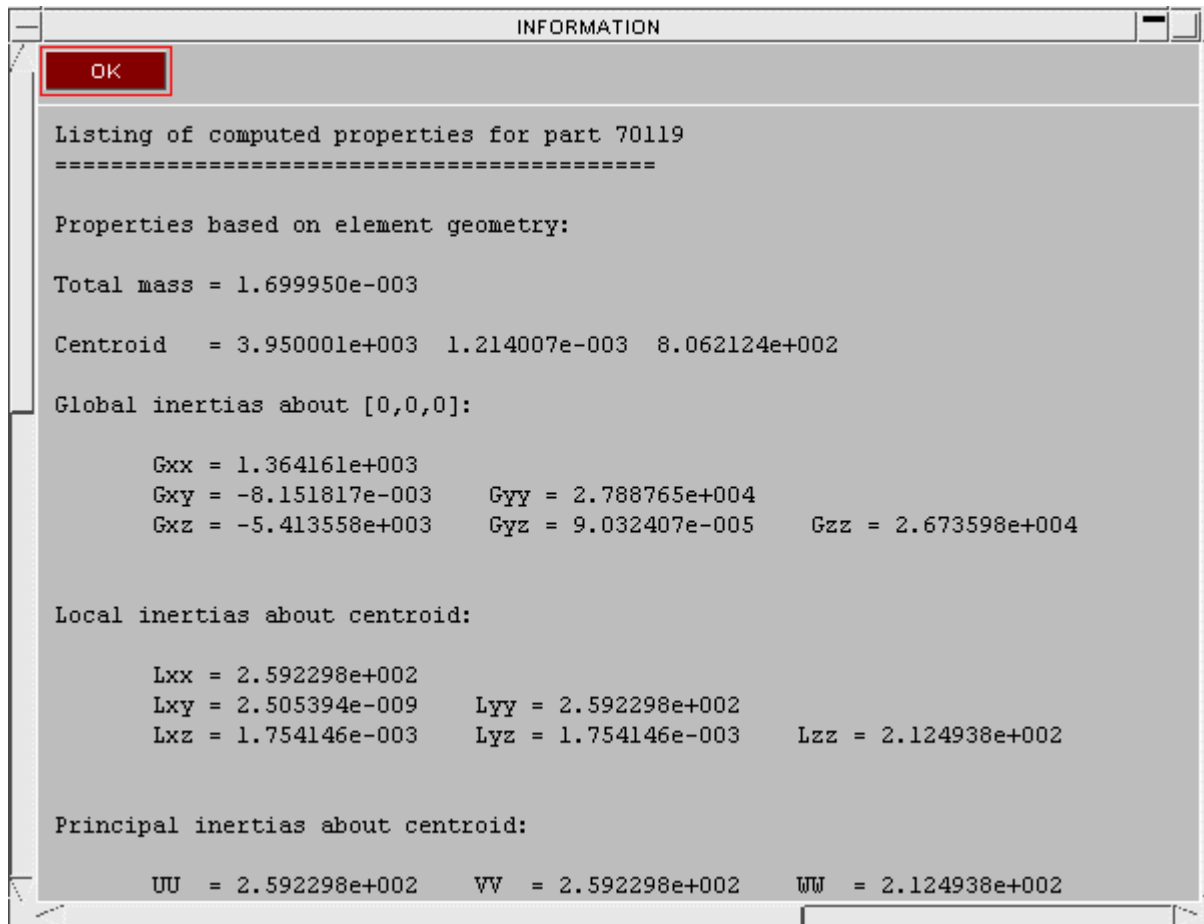 INFORMATION
OK
Listing of computed properties for part 70119
===========================================
Properties based on element geometry:
Total mass = 1.699950e-003
Centroid   = 3.950001e+003  1.214007e-003  8.062124e+002
Global inertias about [0,0,0]:
Gxx = 1.364161e+003
Gxy = -8.151817e-003    Gyy = 2.788765e+004
Gxz = -5.413558e+003    Gyz = 9.032407e-005    Gzz = 2.673598e+004
Local inertias about centroid:
Lxx = 2.592298e+002
Lxy = 2.505394e-009    Lyy = 2.592298e+002
Lxz = 1.754146e-003    Lyz = 1.754146e-003    Lzz = 2.124938e+002
Principal inertias about centroid:
UU  = 2.592298e+002    VV  = 2.592298e+002    WW  = 2.124938e+002